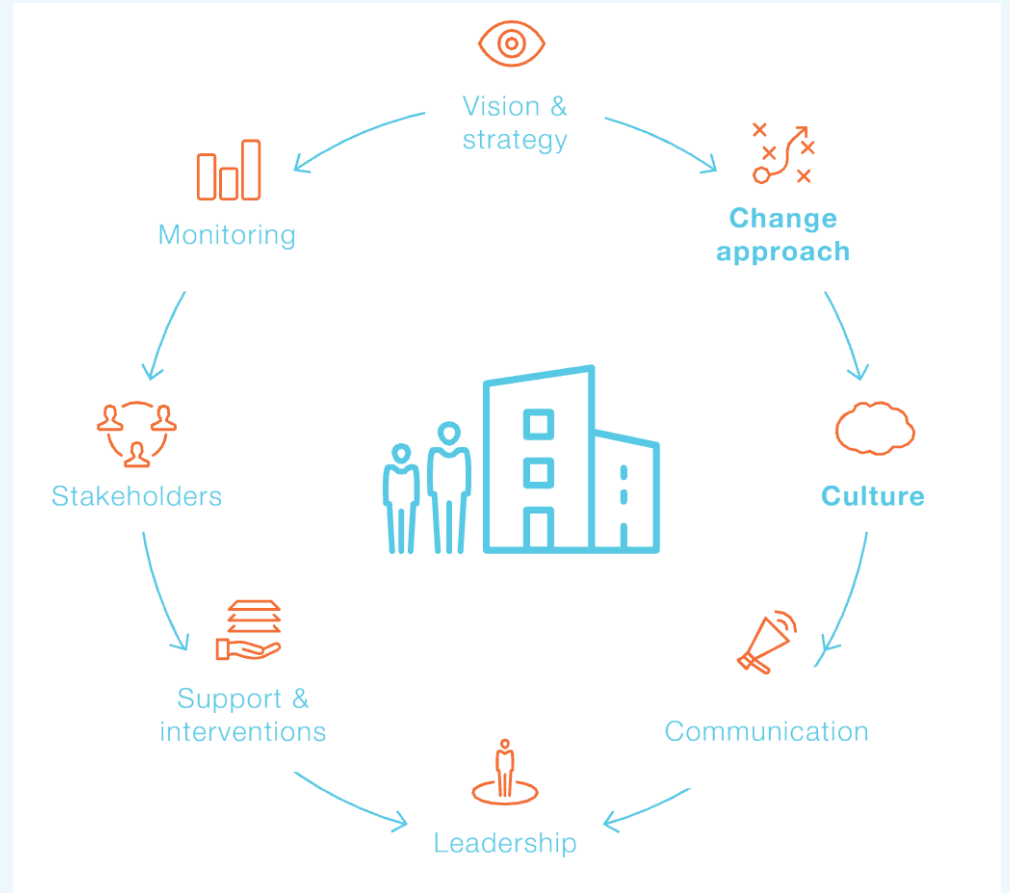 Vision &
strategy
Monitoring
Change
approach
Stakeholders
Culture
Support &
interventions
Communication
Leadership